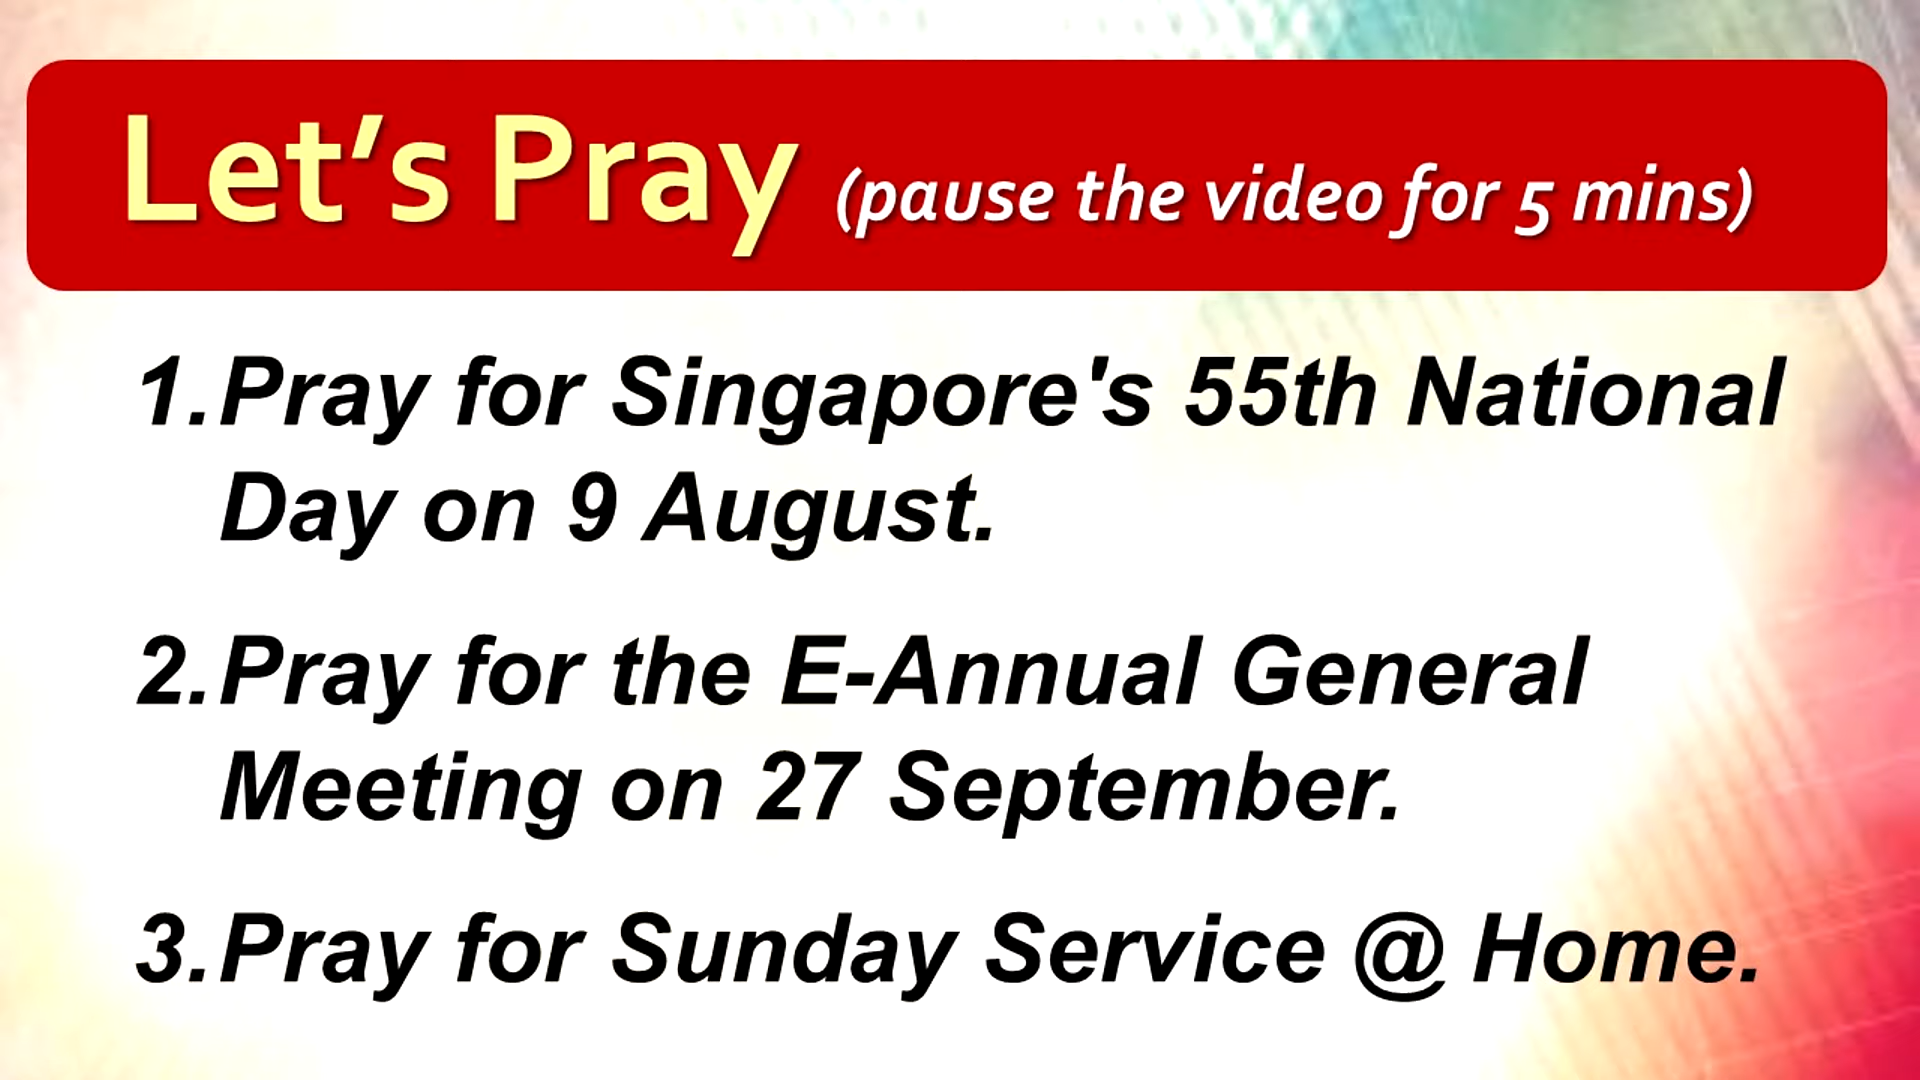 Let’s Pray (pause the video for 5 mins)
1. Pray for Singapore's 55th National
Day on 9 August.
2. Pray for the E-Annual General
Meeting on 27 September.
3. Pray for Sunday Service @ Home.